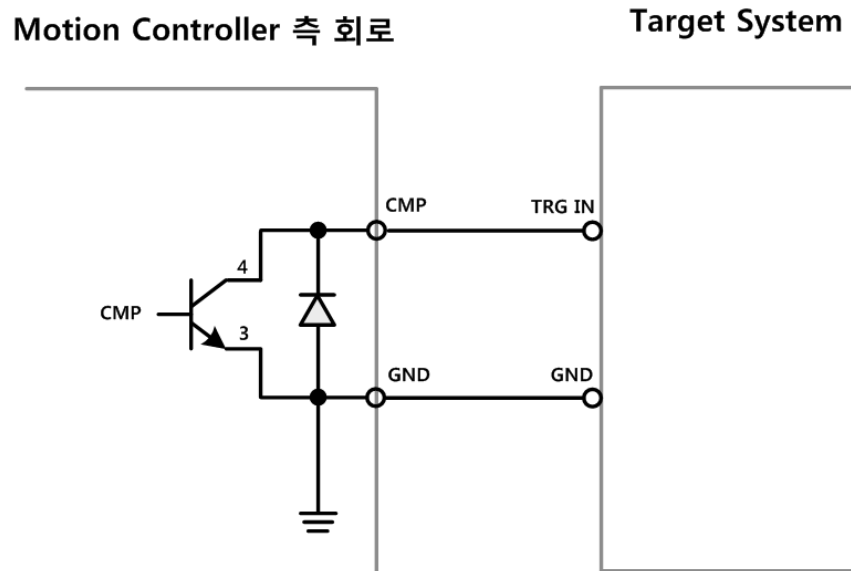 Motion Controller 측 회로
Target System
CMP
TRG IN
4
CMP
3
GND
GND